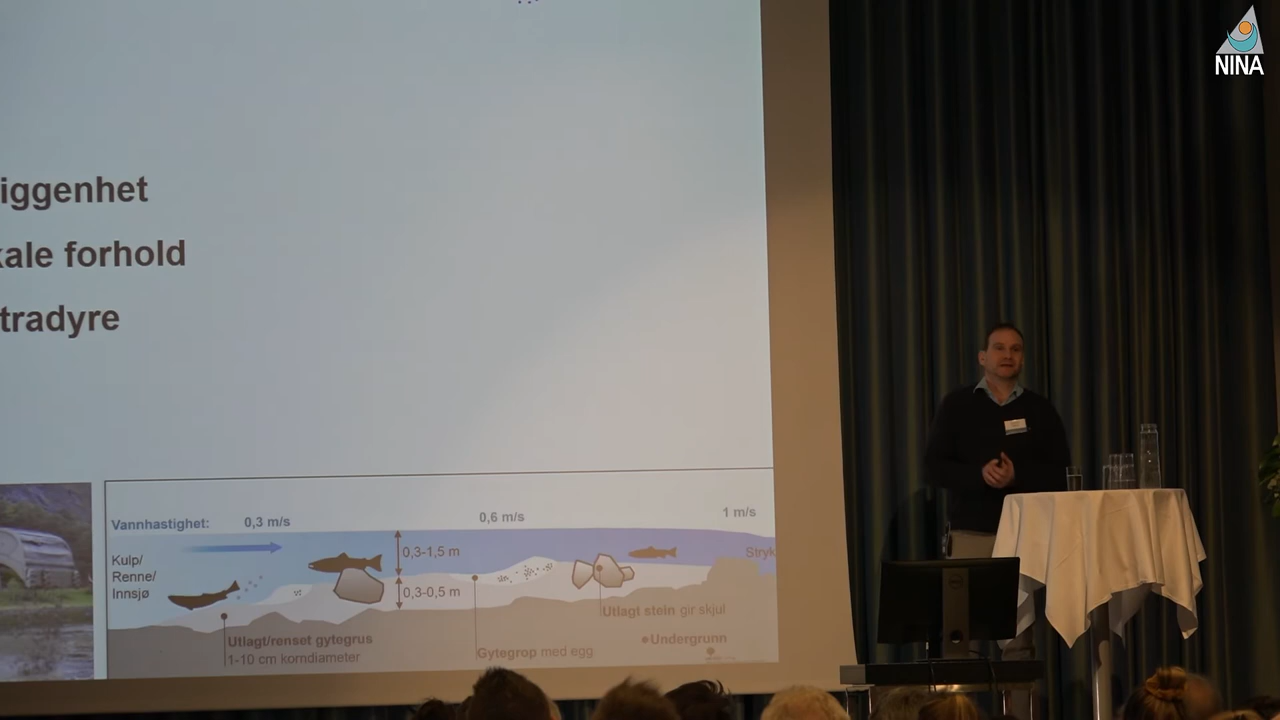 NINA
iggenhet
kale forhold
tradyre
Vannhastighet: 0,3 m/s 0,6 m/s 1 m/s
Kulp/
Renne/
Innsjø
0,3-1,5 m
Stryk
0,3-0,5 m
Utlagt stein gir skjul
Utlagt/renset gytegrus
1-10 cm korndiameter
Gytegrop med egg
Undergrunn